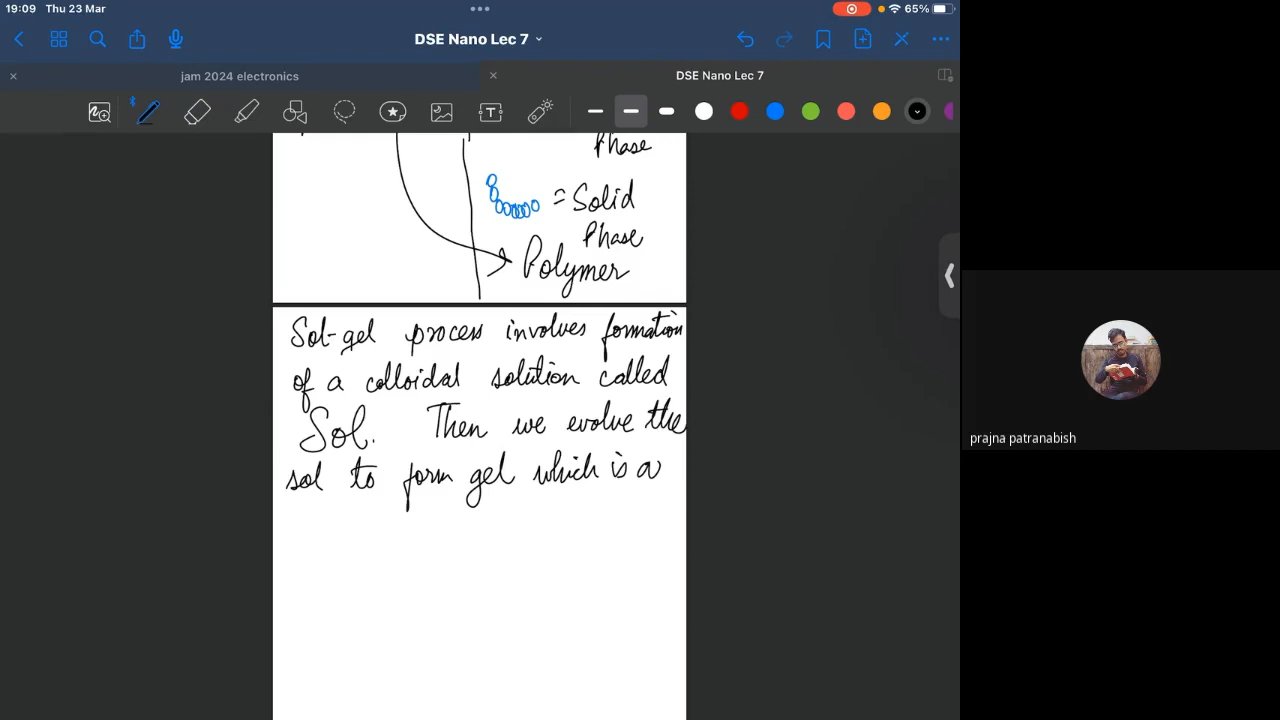 19:09 Thu 23 Mar
65%
DSE Nano Lec 7
jam 2024 electronics
DSE Nano Lec 7
Phase
= Solid
Phase
Polymer
Sol-gel process involves formation
of a colloidal solution called
Sol. Then we evolve the
sol to form gel which is a
prajna patranabish